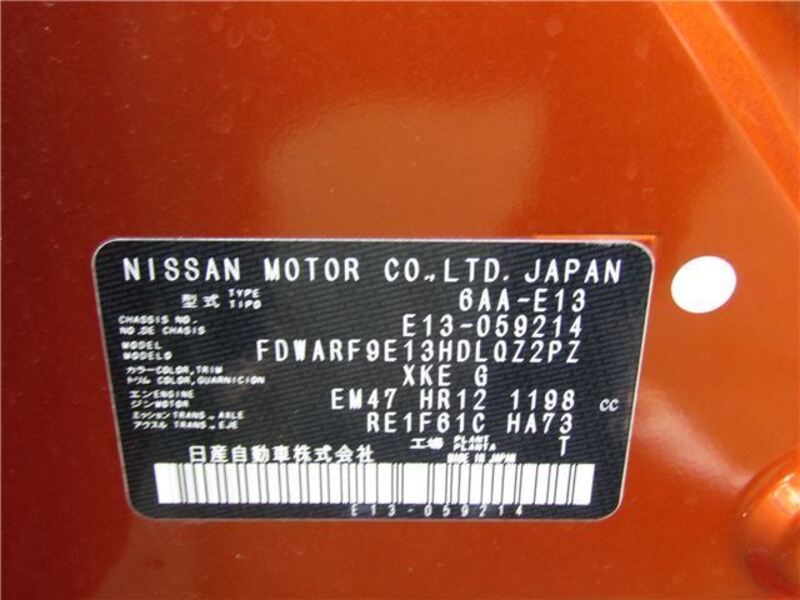 NISSAN MOTOR CO.,LTD. JAPAN
型式 TYPE TIPO 6AA-E13
CHASSIS NO. NO.DE CHASIS E13-059214
MODEL MODELO FDWARF9E13HDLQZ2PZ
カラー COLOR,TRIM トリム COLOR,GUARNICION XKE G
エンジン ENGINE MOTOR EM47 HR12 1198 cc
ミッション TRANS., AXLE アクスル TRANS., EJE RE1F61C HA73
工場 PLANT PLANTA T
日産自動車株式会社 MADE IN JAPAN
E13-059214